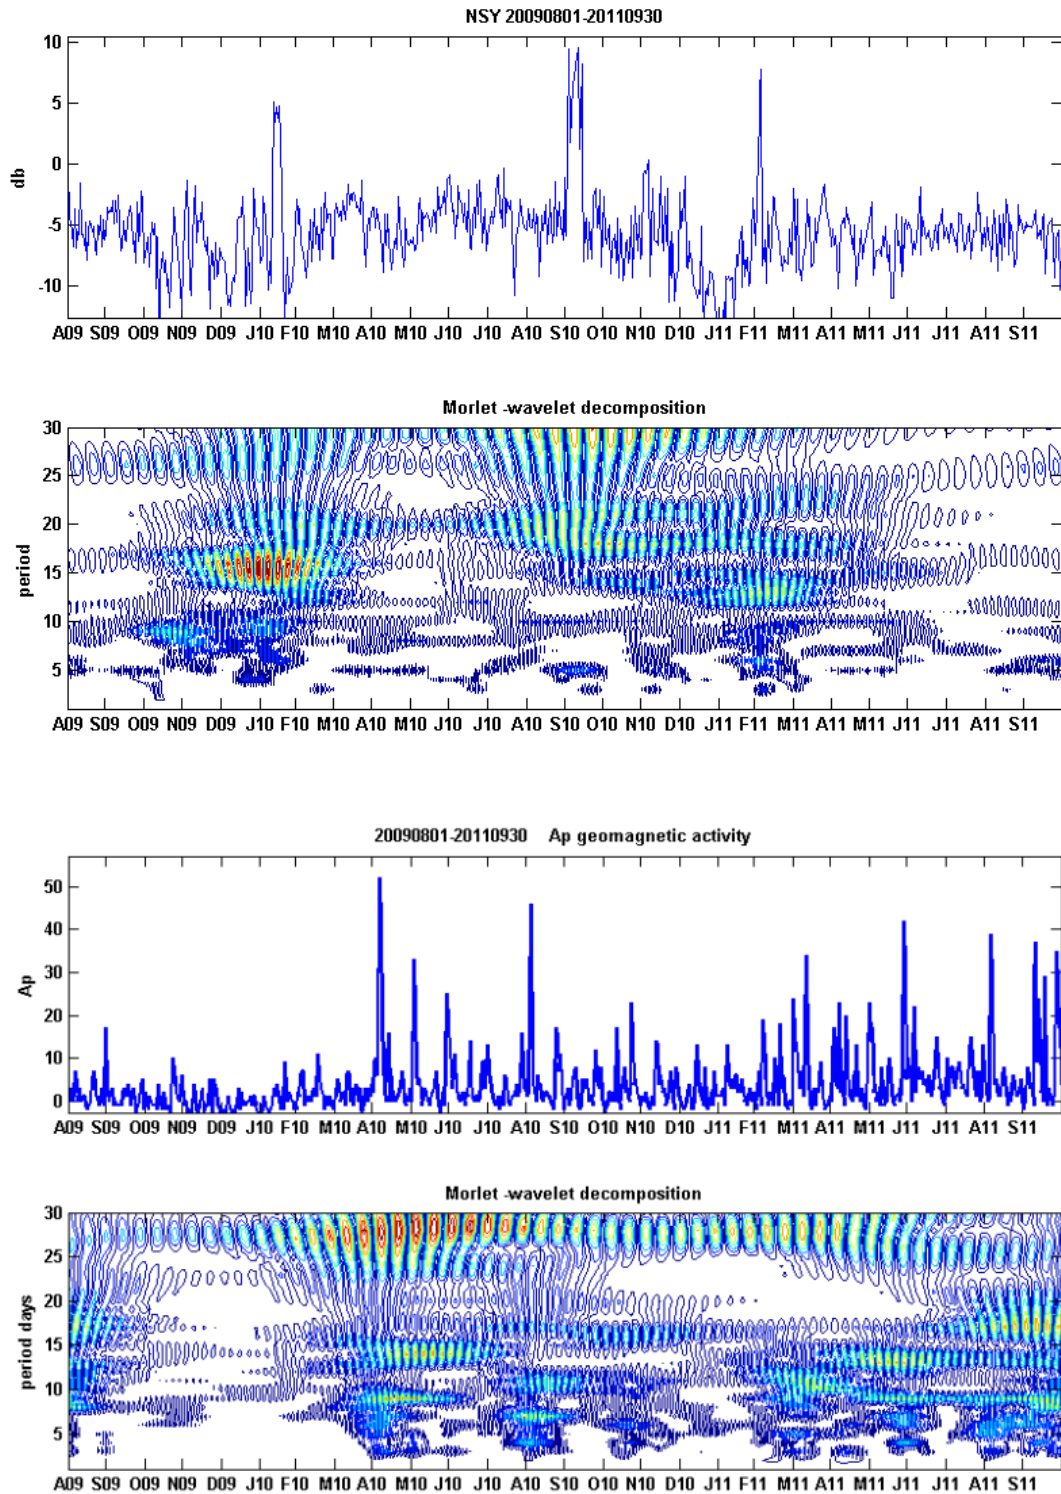 NSY 20090801-20110930
10
5
0
-5
-10
db
A09 S09 O09 N09 D09 J10 F10 M10 A10 M10 J10 J10 A10 S10 O10 N10 D10 J11 F11 M11 A11 M11 J11 J11 A11 S11
Morlet -wavelet decomposition
30
25
20
15
10
5
period
A09 S09 O09 N09 D09 J10 F10 M10 A10 M10 J10 J10 A10 S10 O10 N10 D10 J11 F11 M11 A11 M11 J11 J11 A11 S11
20090801-20110930 Ap geomagnetic activity
50
40
30
20
10
0
Ap
A09 S09 O09 N09 D09 J10 F10 M10 A10 M10 J10 J10 A10 S10 O10 N10 D10 J11 F11 M11 A11 M11 J11 J11 A11 S11
Morlet -wavelet decomposition
30
25
20
15
10
5
period days
A09 S09 O09 N09 D09 J10 F10 M10 A10 M10 J10 J10 A10 S10 O10 N10 D10 J11 F11 M11 A11 M11 J11 J11 A11 S11